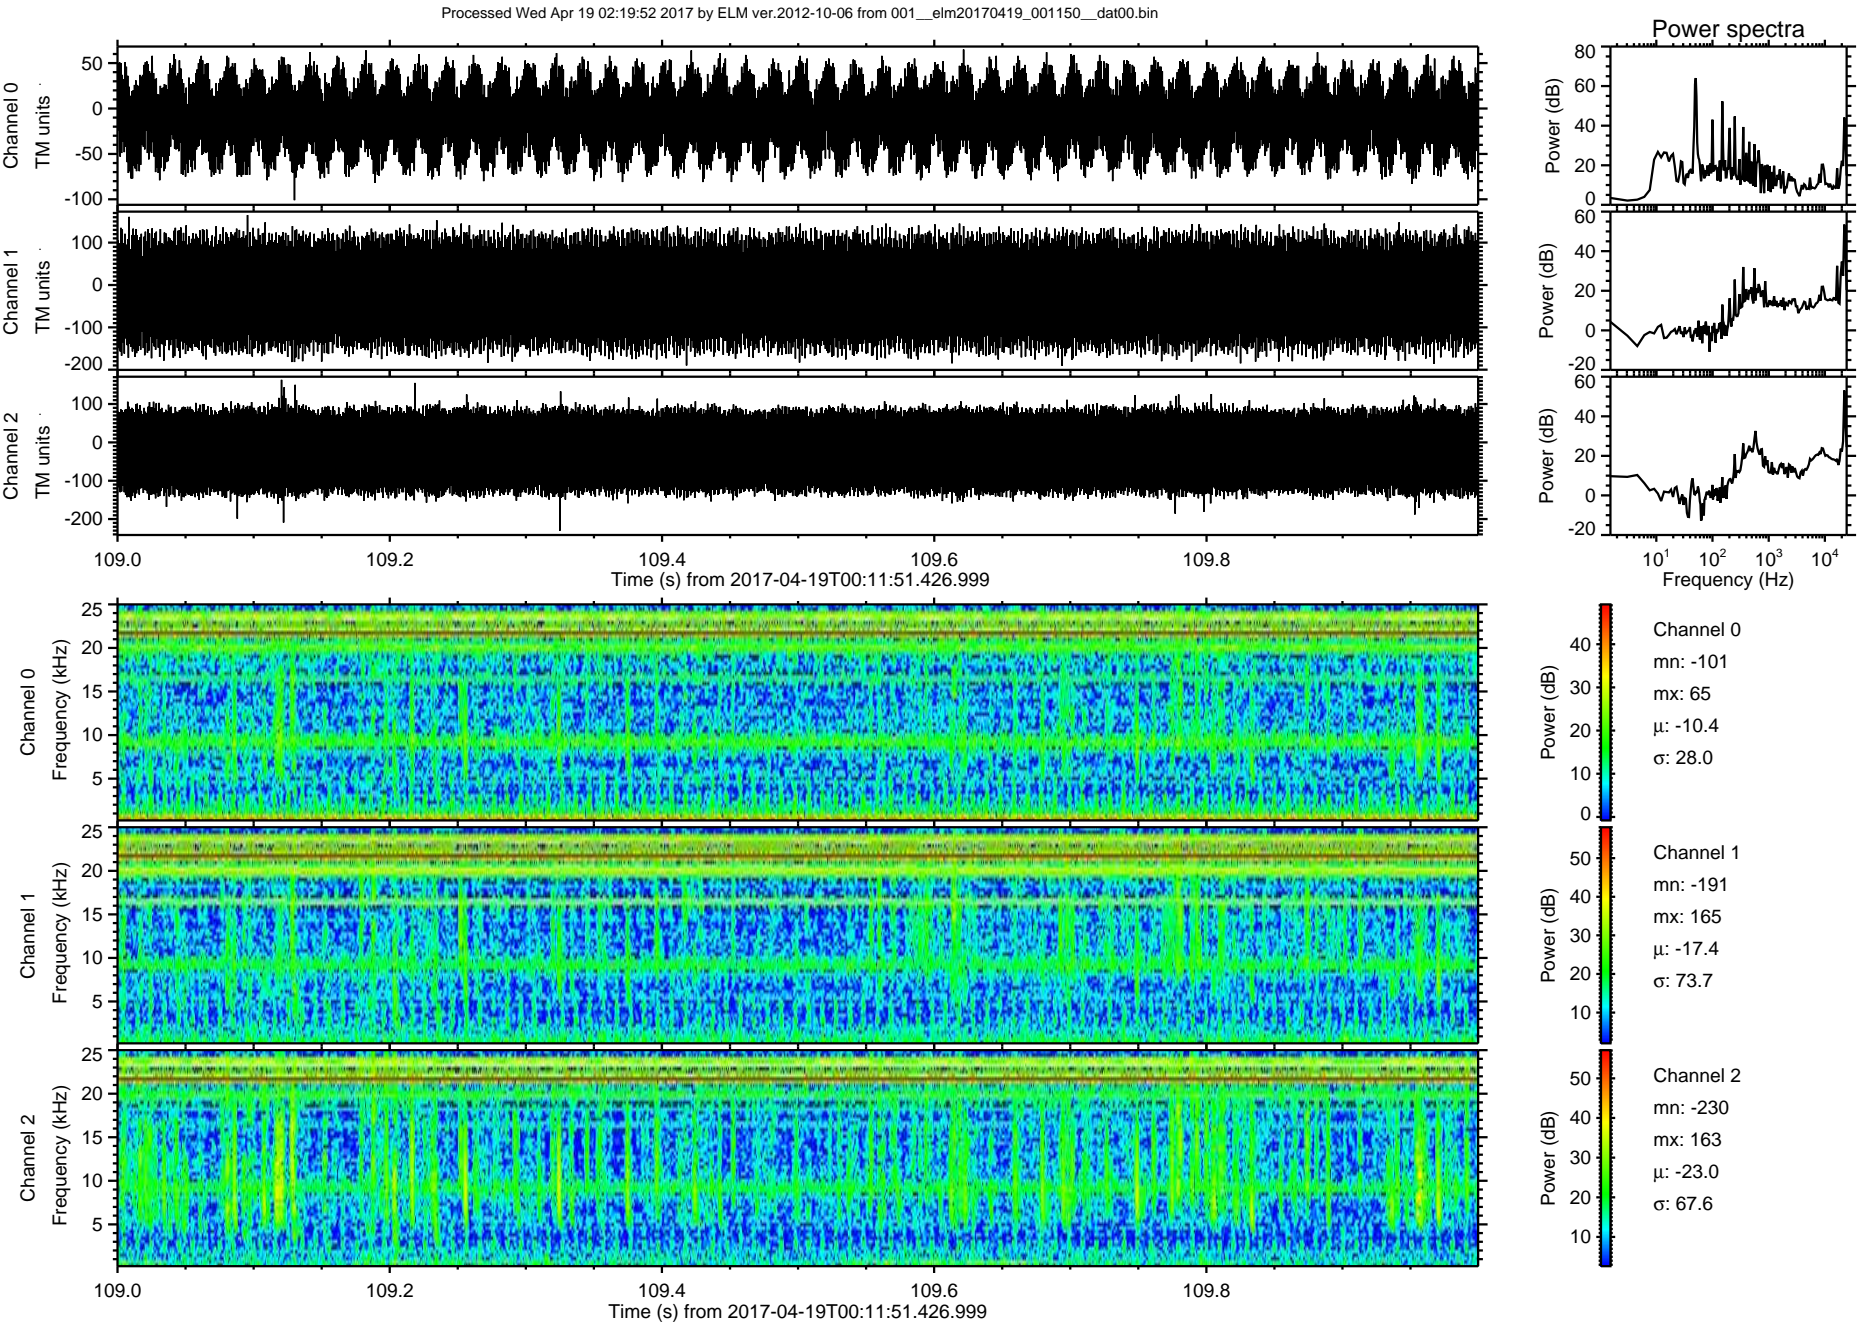 Processed Wed Apr 19 02:19:52 2017 by ELM ver.2012-10-06 from 001__elm20170419_001150__dat00.bin
Power spectra
Channel 0
TM units
50
0
-50
-100
Power (dB)
80
60
40
20
0
Channel 1
TM units
100
0
-100
-200
Power (dB)
60
40
20
0
-20
Channel 2
TM units
100
0
-100
-200
Power (dB)
60
40
20
0
-20
109.0 109.2 109.4 109.6 109.8
Time (s) from 2017-04-19T00:11:51.426.999
10^1 10^2 10^3 10^4
Frequency (Hz)
Channel 0
Frequency (kHz)
25
20
15
10
5
Power (dB)
40
30
20
10
0
Channel 0
mn: -101
mx: 65
μ: -10.4
σ: 28.0
Channel 1
Frequency (kHz)
25
20
15
10
5
Power (dB)
50
40
30
20
10
Channel 1
mn: -191
mx: 165
μ: -17.4
σ: 73.7
Channel 2
Frequency (kHz)
25
20
15
10
5
Power (dB)
50
40
30
20
10
Channel 2
mn: -230
mx: 163
μ: -23.0
σ: 67.6
109.0 109.2 109.4 109.6 109.8
Time (s) from 2017-04-19T00:11:51.426.999